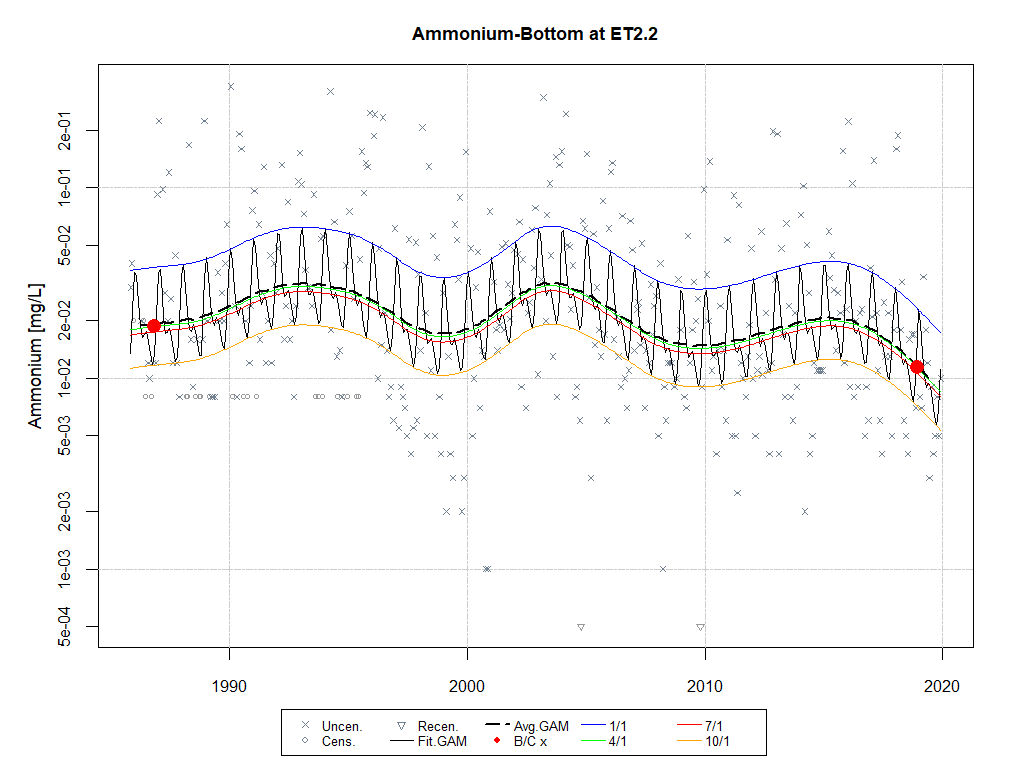 Ammonium-Bottom at ET2.2
Ammonium [mg/L]
2e-01
1e-01
5e-02
2e-02
1e-02
5e-03
2e-03
1e-03
5e-04
1990 2000 2010 2020
Uncen. Recen. Avg.GAM 1/1 7/1
Cens. Fit.GAM B/C x 4/1 10/1